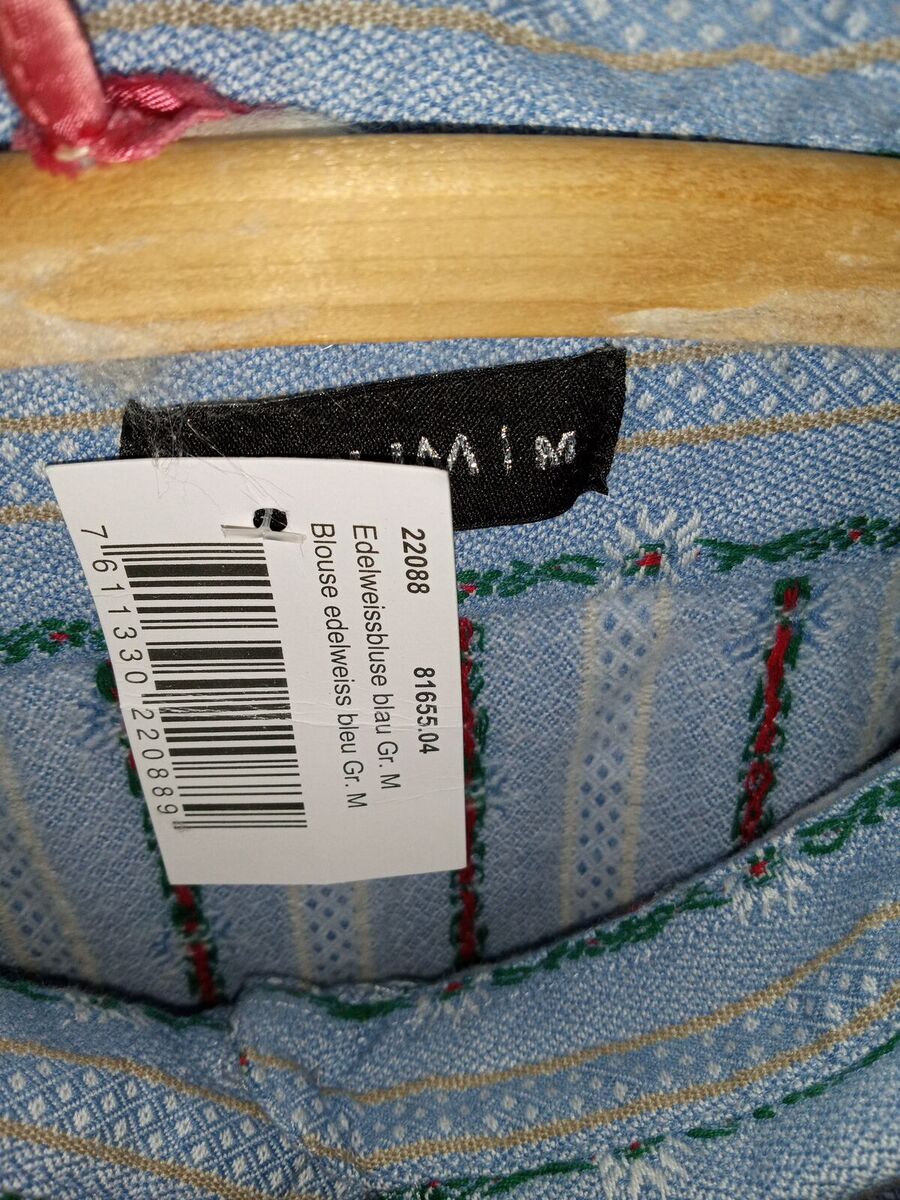 M
22088 81655.04
Edelweissbluse blau Gr. M
Blouse edelweiss bleu Gr. M
7 611330 220889